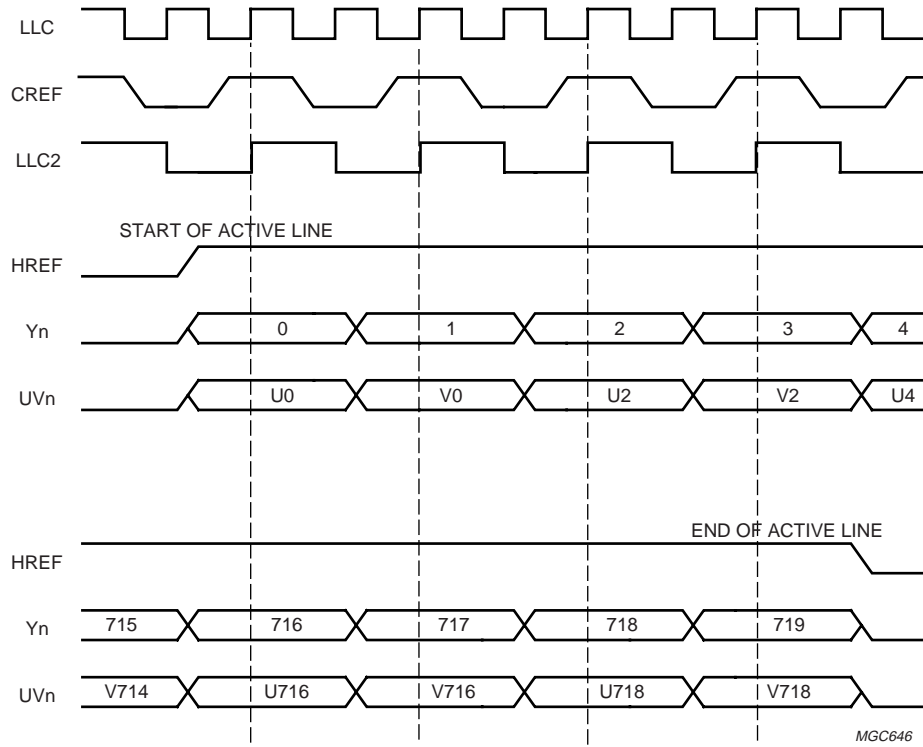 LLC
CREF
LLC2
START OF ACTIVE LINE
HREF
Yn 0 1 2 3 4
UVn U0 V0 U2 V2 U4
END OF ACTIVE LINE
HREF
Yn 715 716 717 718 719
UVn V714 U716 V716 U718 V718
MGC646